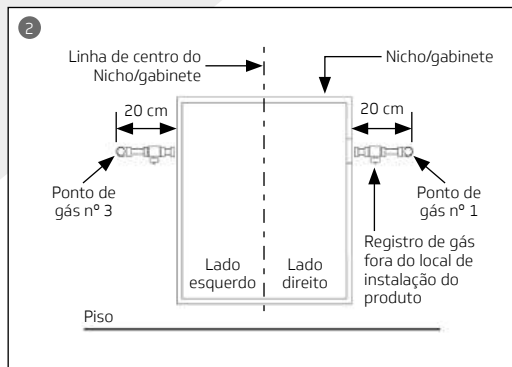 2
Linha de centro do
Nicho/gabinete
Nicho/gabinete
20 cm
20 cm
Ponto de
gás nº 3
Ponto de
gás nº 1
Registro de gás
fora do local de
instalação do
produto
Lado
esquerdo
Lado
direito
Piso